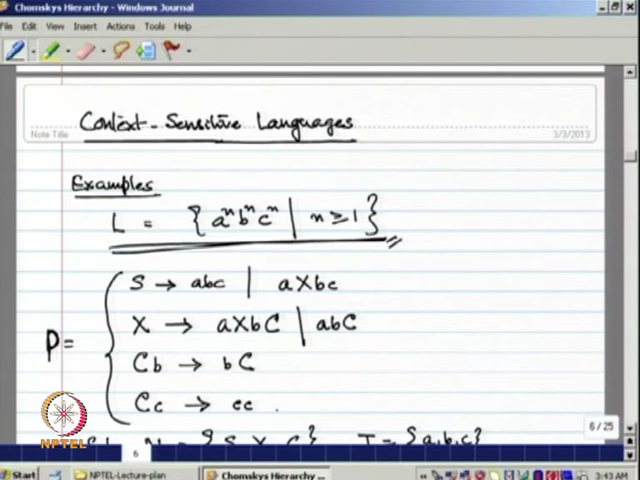 Chomskys Hierarchy - Windows Journal
File Edit View Insert Actions Tools Help
Context-Sensitive Languages
Note Title
3/3/2013
Examples
L = {aⁿbⁿcⁿ | n ≥ 1}
P =
S → abc | aXbc
X → aXbC | abC
Cb → bC
Cc → cc .
N = {S, X, C} T = {a,b,c}
NPTEL
6/25
6
Start NPTEL-Lecture-plan Chomskys Hierarchy - ... 3:43 AM